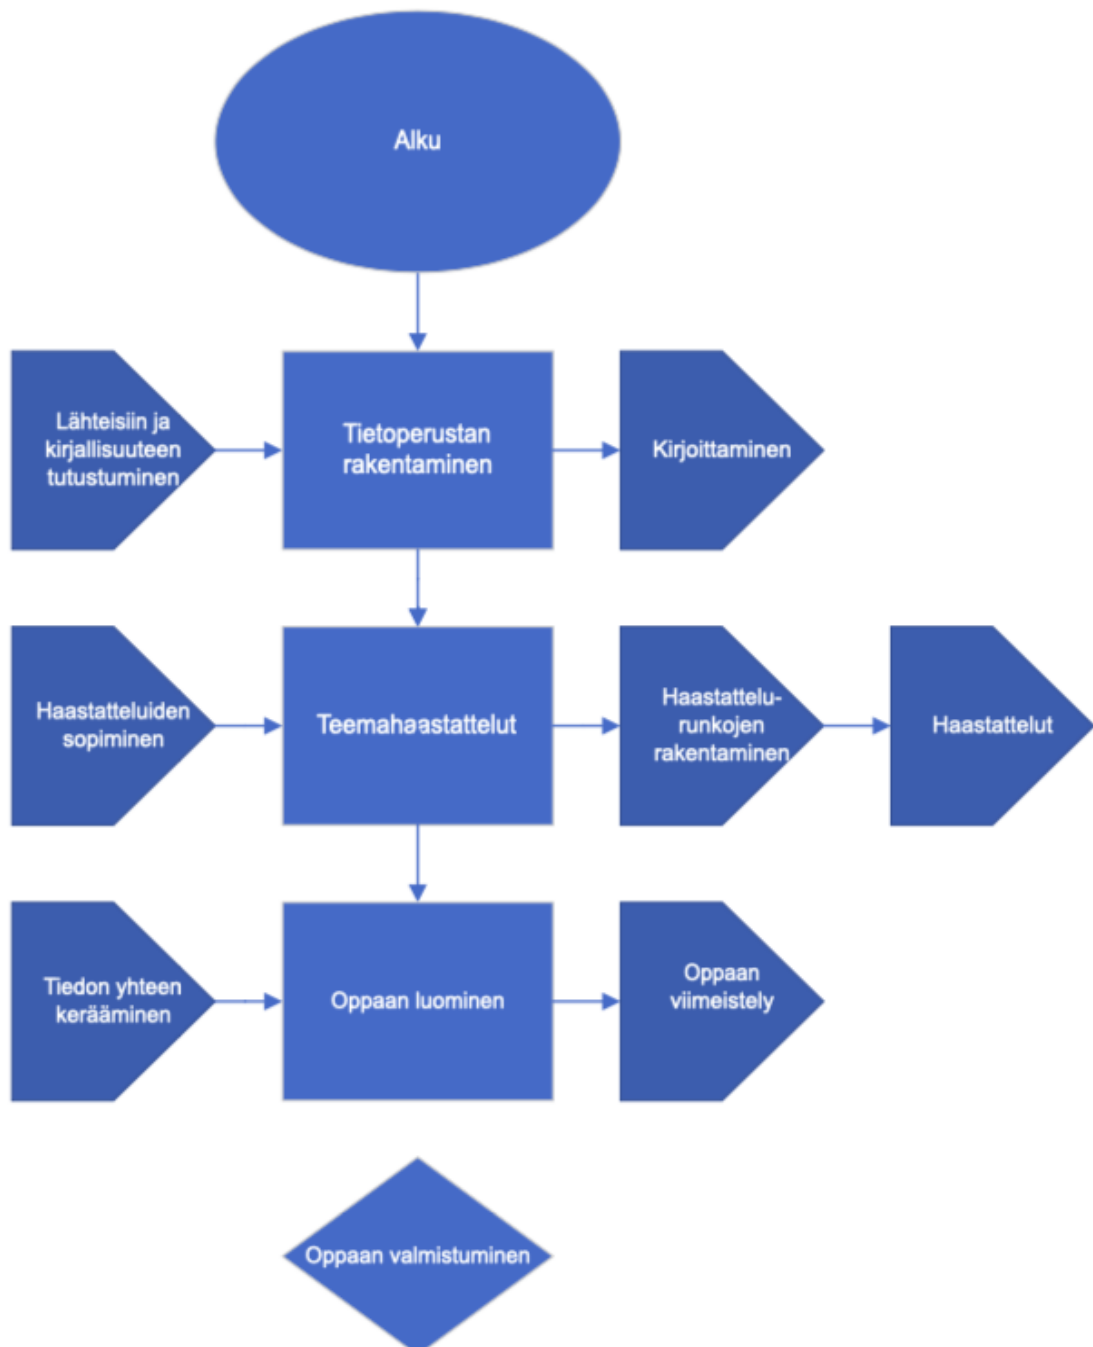 Alku
Lähteisiin ja
kirjallisuuteen
tutustuminen
Tietoperustan
rakentaminen
Kirjoittaminen
Haastatteluiden
sopiminen
Teemahaastattelut
Haastattelu-
runkojen
rakentaminen
Haastattelut
Tiedon yhteen
kerääminen
Oppaan luominen
Oppaan
viimeistely
Oppaan valmistuminen